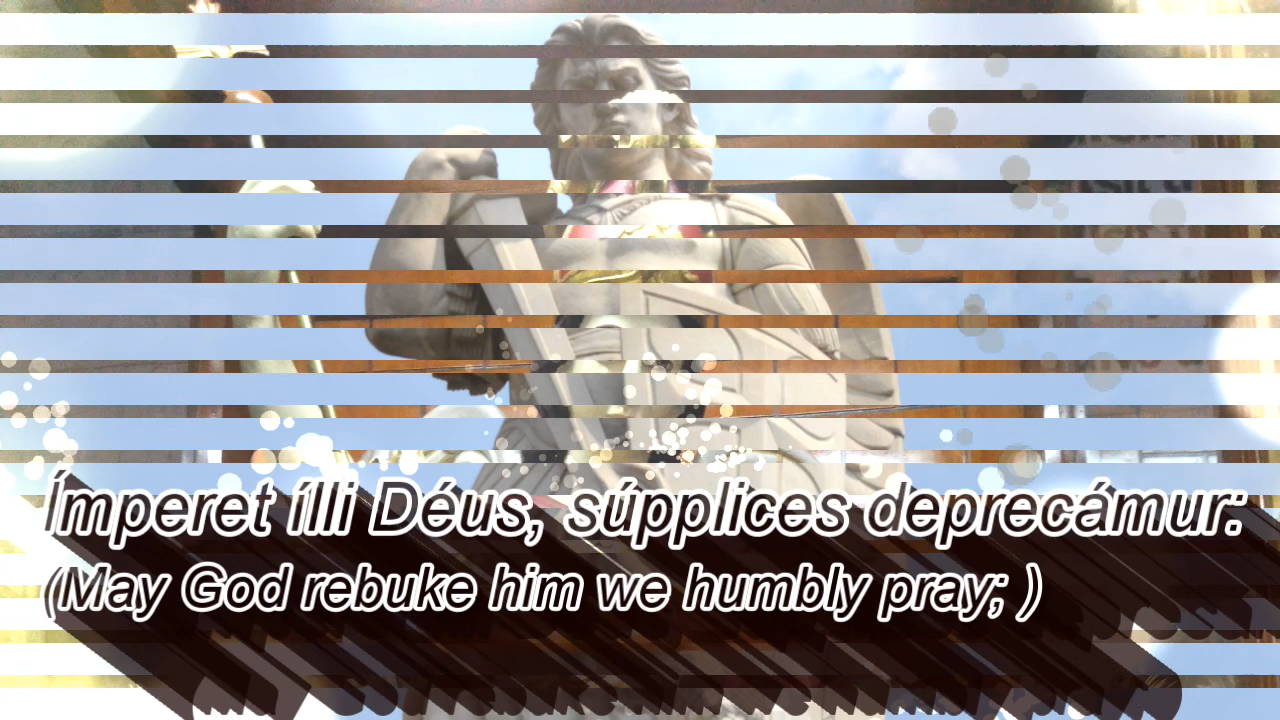 Ímperet ílli Déus, súpplices deprecámur:
(May God rebuke him we humbly pray; )